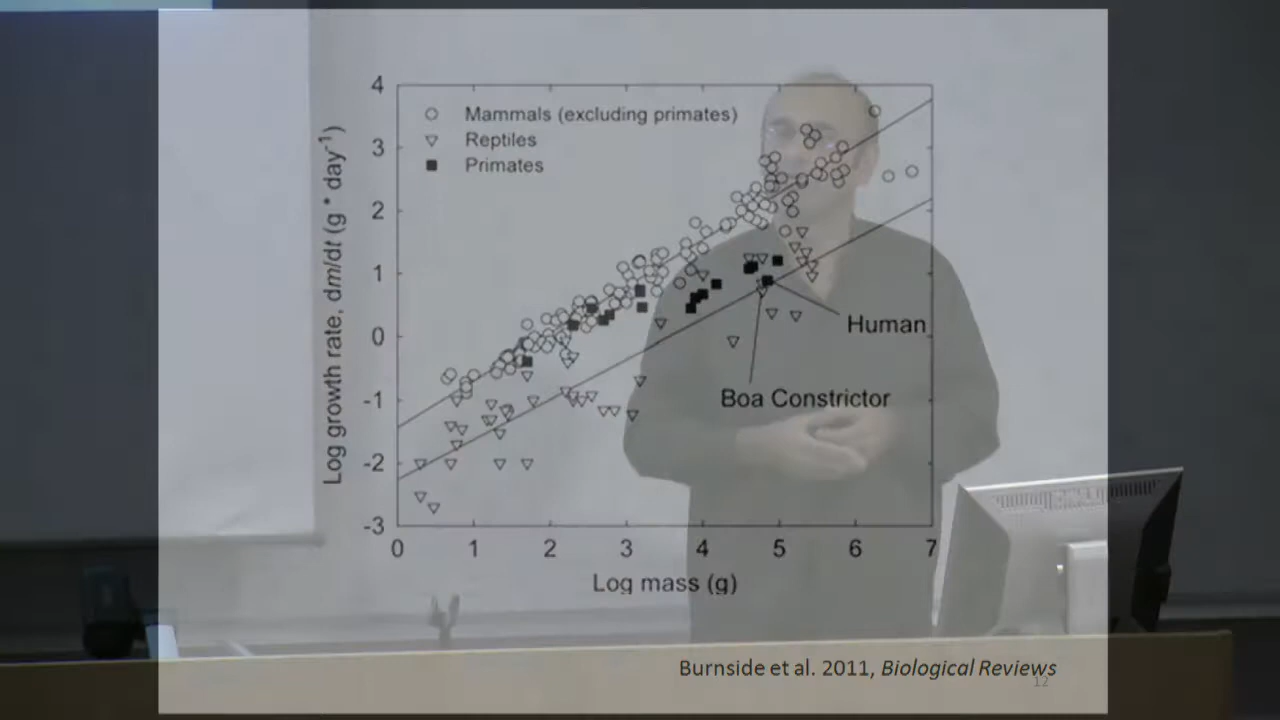 4
3
2
1
0
-1
-2
-3
Log growth rate, dm/dt (g * day-1)
Mammals (excluding primates)
Reptiles
Primates
Human
Boa Constrictor
0 1 2 3 4 5 6 7
Log mass (g)
Burnside et al. 2011, Biological Reviews
12